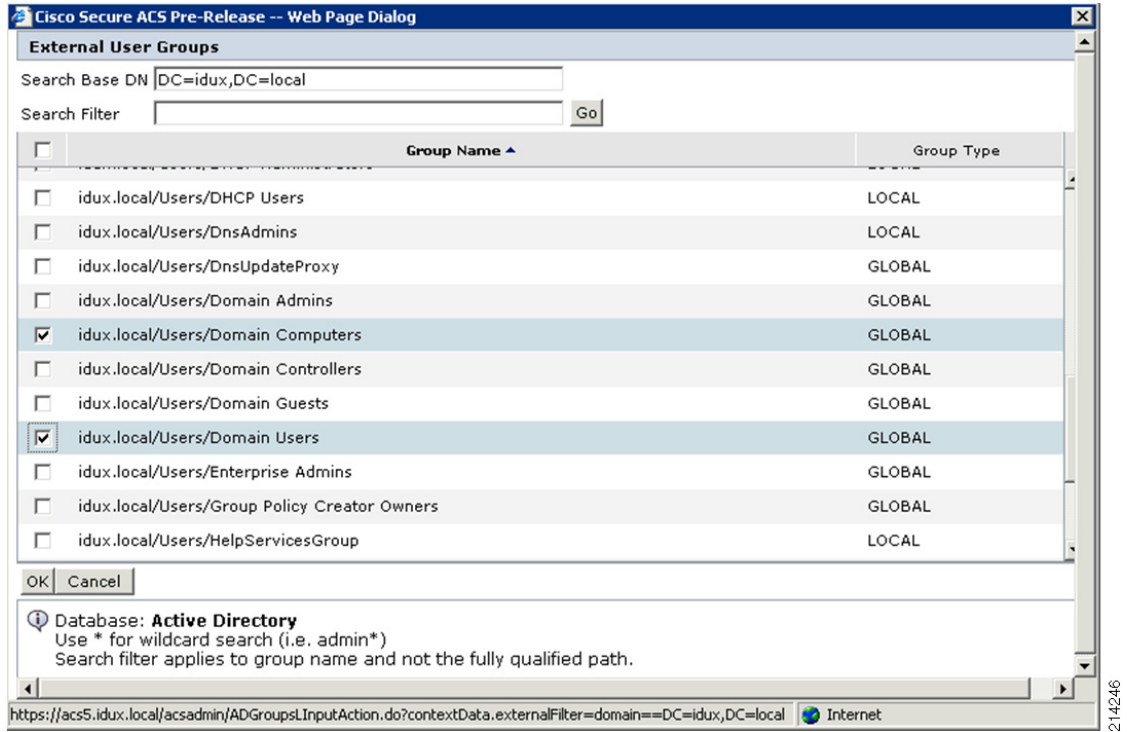 Cisco Secure ACS Pre-Release -- Web Page Dialog
External User Groups
Search Base DN DC=idux,DC=local
Search Filter Go
Group Name Group Type
idux.local/Users/DHCP Users LOCAL
idux.local/Users/DnsAdmins LOCAL
idux.local/Users/DnsUpdateProxy GLOBAL
idux.local/Users/Domain Admins GLOBAL
idux.local/Users/Domain Computers GLOBAL
idux.local/Users/Domain Controllers GLOBAL
idux.local/Users/Domain Guests GLOBAL
idux.local/Users/Domain Users GLOBAL
idux.local/Users/Enterprise Admins GLOBAL
idux.local/Users/Group Policy Creator Owners GLOBAL
idux.local/Users/HelpServicesGroup LOCAL
OK Cancel
Database: Active Directory
Use * for wildcard search (i.e. admin*)
Search filter applies to group name and not the fully qualified path.
https://acs5.idux.local/acsadmin/ADGroupsLInputAction.do?contextData.externalFilter=domain==DC=idux,DC=local Internet
214246